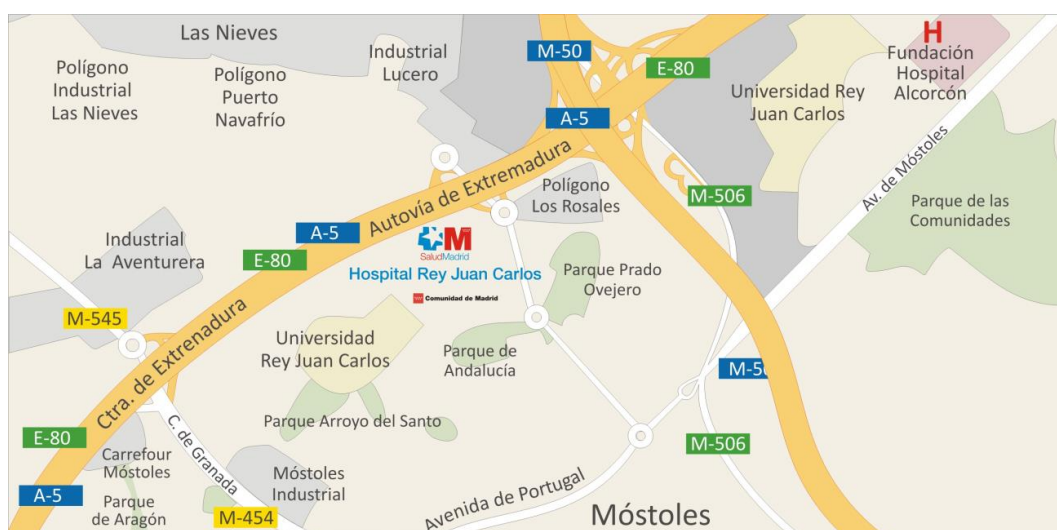 Las Nieves
Polígono
Industrial
Las Nieves
Polígono
Puerto
Navafrío
Industrial
Lucero
M-50
E-80
A-5
H
Fundación
Hospital
Alcorcón
Universidad Rey
Juan Carlos
Av. de Móstoles
M-506
Parque de las
Comunidades
Autovía de Extremadura
Polígono
Los Rosales
A-5
E-80
Industrial
La Aventurera
SaludMadrid
Hospital Rey Juan Carlos
Comunidad de Madrid
Parque Prado
Ovejero
M-545
Ctra. de Extrenadura
Universidad
Rey Juan Carlos
Parque de
Andalucía
M-50
Parque Arroyo del Santo
E-80
Carrefour
Móstoles
C. de Granada
M-506
A-5
Parque
de Aragón
Móstoles
Industrial
M-454
Avenida de Portugal
Móstoles